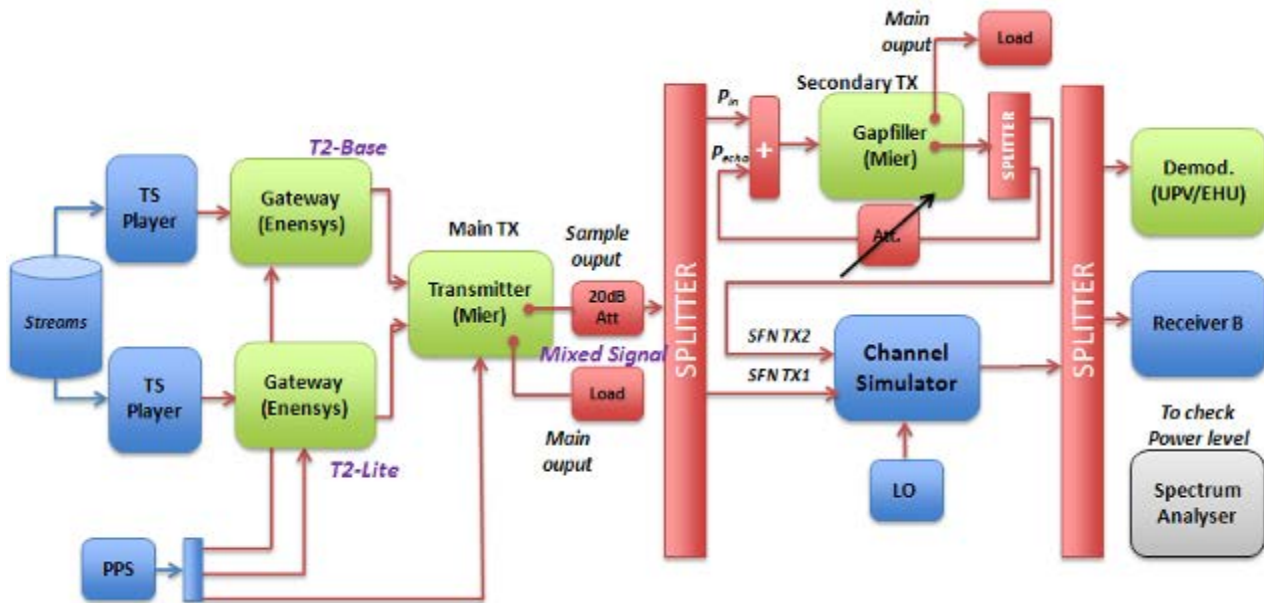 Main
ouput
Load
Secondary TX
P_in
P_echo
+
Gapfiller
(Mier)
SPLITTER
Att.
T2-Base
TS
Player
Gateway
(Enensys)
Main TX
Sample
ouput
Transmitter
(Mier)
20dB
Att
Mixed Signal
Load
Main
ouput
Streams
TS
Player
Gateway
(Enensys)
T2-Lite
PPS
SPLITTER
SFN TX2
SFN TX1
Channel
Simulator
LO
SPLITTER
Demod.
(UPV/EHU)
Receiver B
To check
Power level
Spectrum
Analyser